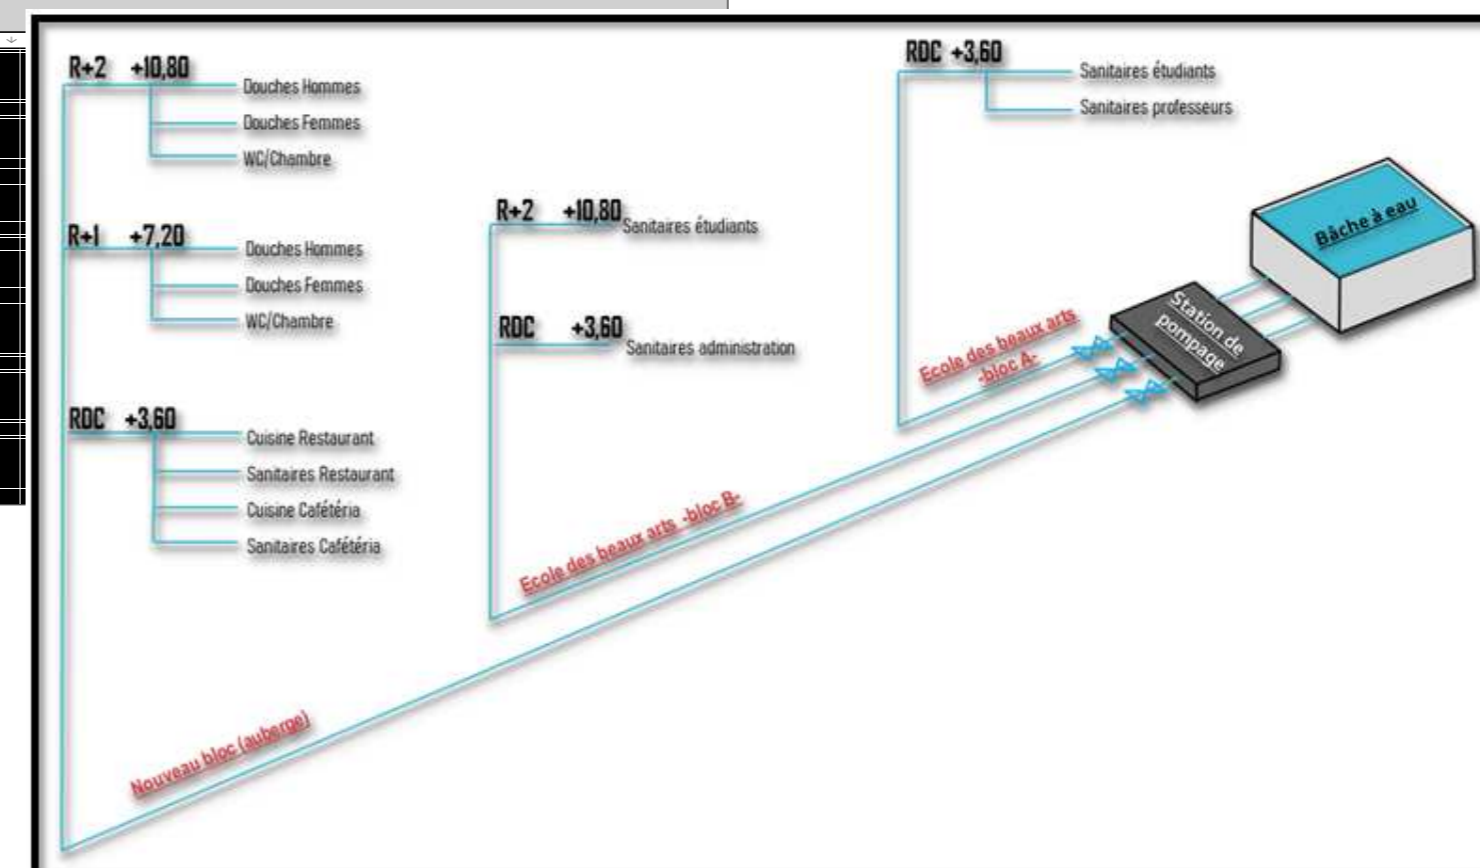 R+2 +10,80
Douches Hommes
Douches Femmes
WC/Chambre
R+1 +7,20
Douches Hommes
Douches Femmes
WC/Chambre
RDC +3,60
Cuisine Restaurant
Sanitaires Restaurant
Cuisine Cafétéria
Sanitaires Cafétéria
Nouveau bloc (auberge)
R+2 +10,80
Sanitaires étudiants
RDC +3,60
Sanitaires administration
Ecole des beaux arts -bloc B-
RDC +3,60
Sanitaires étudiants
Sanitaires professeurs
Ecole des beaux arts
-bloc A-
Station de
pompage
Bâche à eau